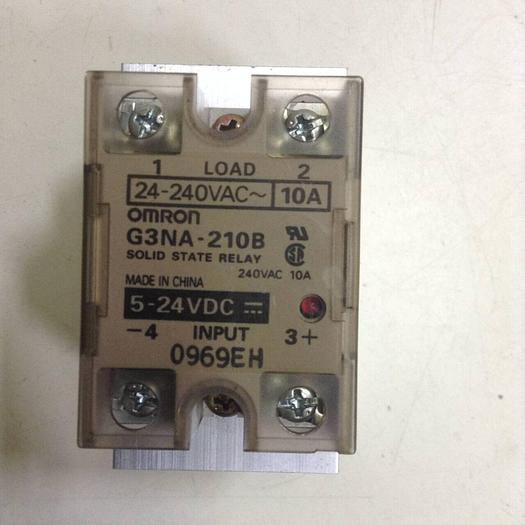 1 LOAD 2
24-240VAC~ 10A
OMRON
G3NA-210B
SOLID STATE RELAY
240VAC 10A
MADE IN CHINA
5-24VDC
-4 INPUT 3+
0969EH